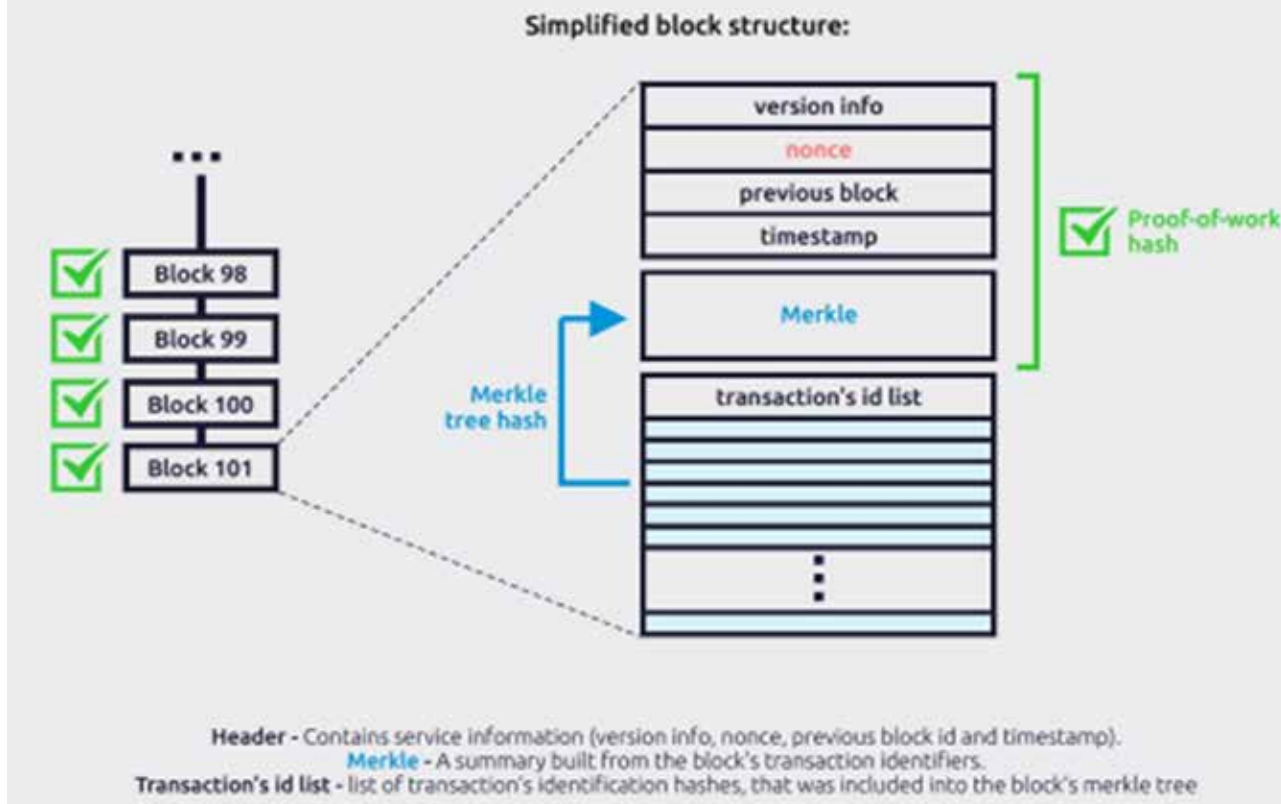 Simplified block structure:
...
Block 98
Block 99
Block 100
Block 101
version info
nonce
previous block
timestamp
Merkle
transaction's id list
Merkle
tree hash
Proof-of-work
hash
Header - Contains service information (version info, nonce, previous block id and timestamp).
Merkle - A summary built from the block's transaction identifiers.
Transaction's id list - list of transaction's identification hashes, that was included into the block's merkle tree